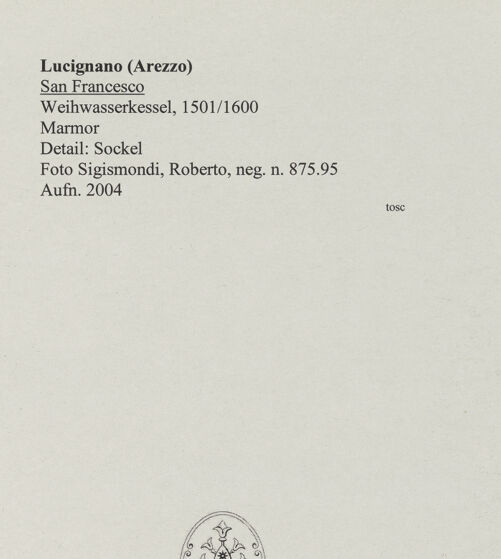 Lucignano (Arezzo)
San Francesco
Weihwasserkessel, 1501/1600
Marmor
Detail: Sockel
Foto Sigismondi, Roberto, neg. n. 875.95
Aufn. 2004
tosc